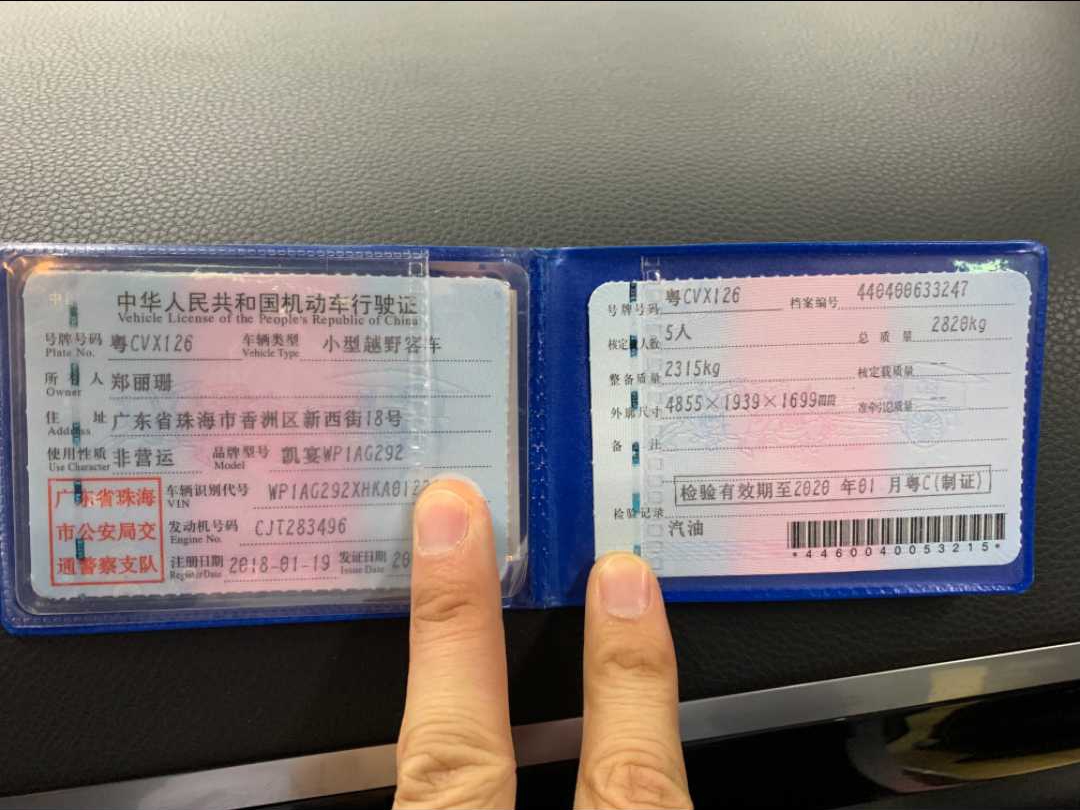 中华人民共和国机动车行驶证
Vehicle License of the People's Republic of China
号牌号码 粤CVX126 车辆类型 小型越野客车
Plate No. Vehicle Type
所有人 郑丽珊
Owner
住址 广东省珠海市香洲区新西街18号
Address
使用性质 非营运 品牌型号 凯宴WP1AG292
Use Character Model
广东省珠海
市公安局交
通警察支队
车辆识别代号 WP1AG292XHKA012
VIN
发动机号码 CJT283496
Engine No.
注册日期 2018-01-19 发证日期 20
Register Date Issue Date
号牌号码 粤CVX126 档案编号 440400633247
核定载人数 5人 总质量 2820kg
整备质量 2315kg 核定载质量 --
外廓尺寸 4855×1939×1699mm 准牵引总质量 --
备注
检验有效期至2020 年01 月粤C(制证)
检验记录
汽油
*4460040053215*